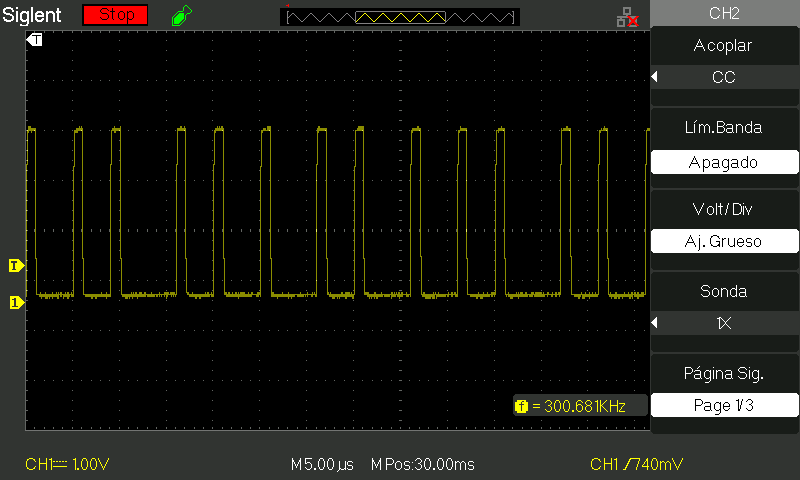 Siglent Stop CH2
T
Acoplar
CC
Lím.Banda
Apagado
Volt/Div
Aj.Grueso
T
Sonda
1
1X
Página Sig.
f = 300.681KHz
Page 1/3
CH1 1.00V M 5.00µs M Pos:30.00ms CH1 /740mV